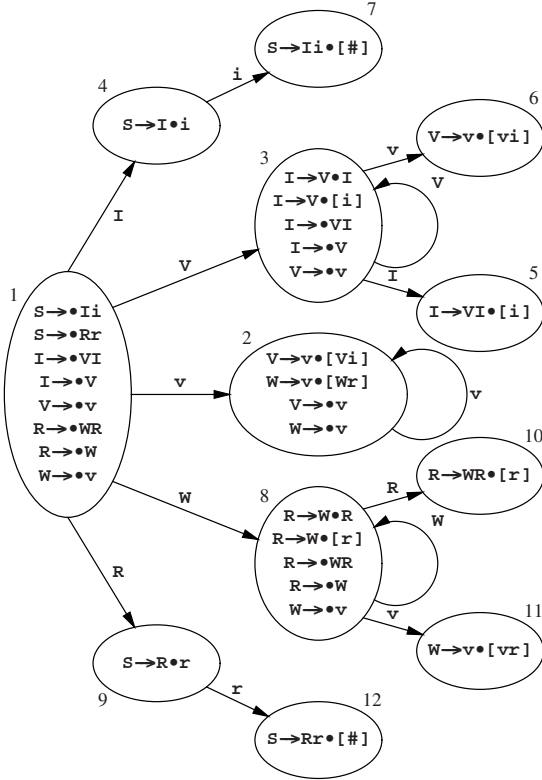 7
S→Ii•[#]
i
4
S→I•i
6
V→v•[vi]
v
3
I→V•I
I→V•[i]
I→•VI
I→•V
V→•v
V
I
I
V
5
I→VI•[i]
1
S→•Ii
S→•Rr
I→•VI
I→•V
V→•v
R→•WR
R→•W
W→•v
2
V→v•[Vi]
W→v•[Wr]
V→•v
W→•v
v
v
10
R→WR•[r]
W
R
8
R→W•R
R→W•[r]
R→•WR
R→•W
W→•v
W
v
11
W→v•[vr]
R
S→R•r
9
r
12
S→Rr•[#]